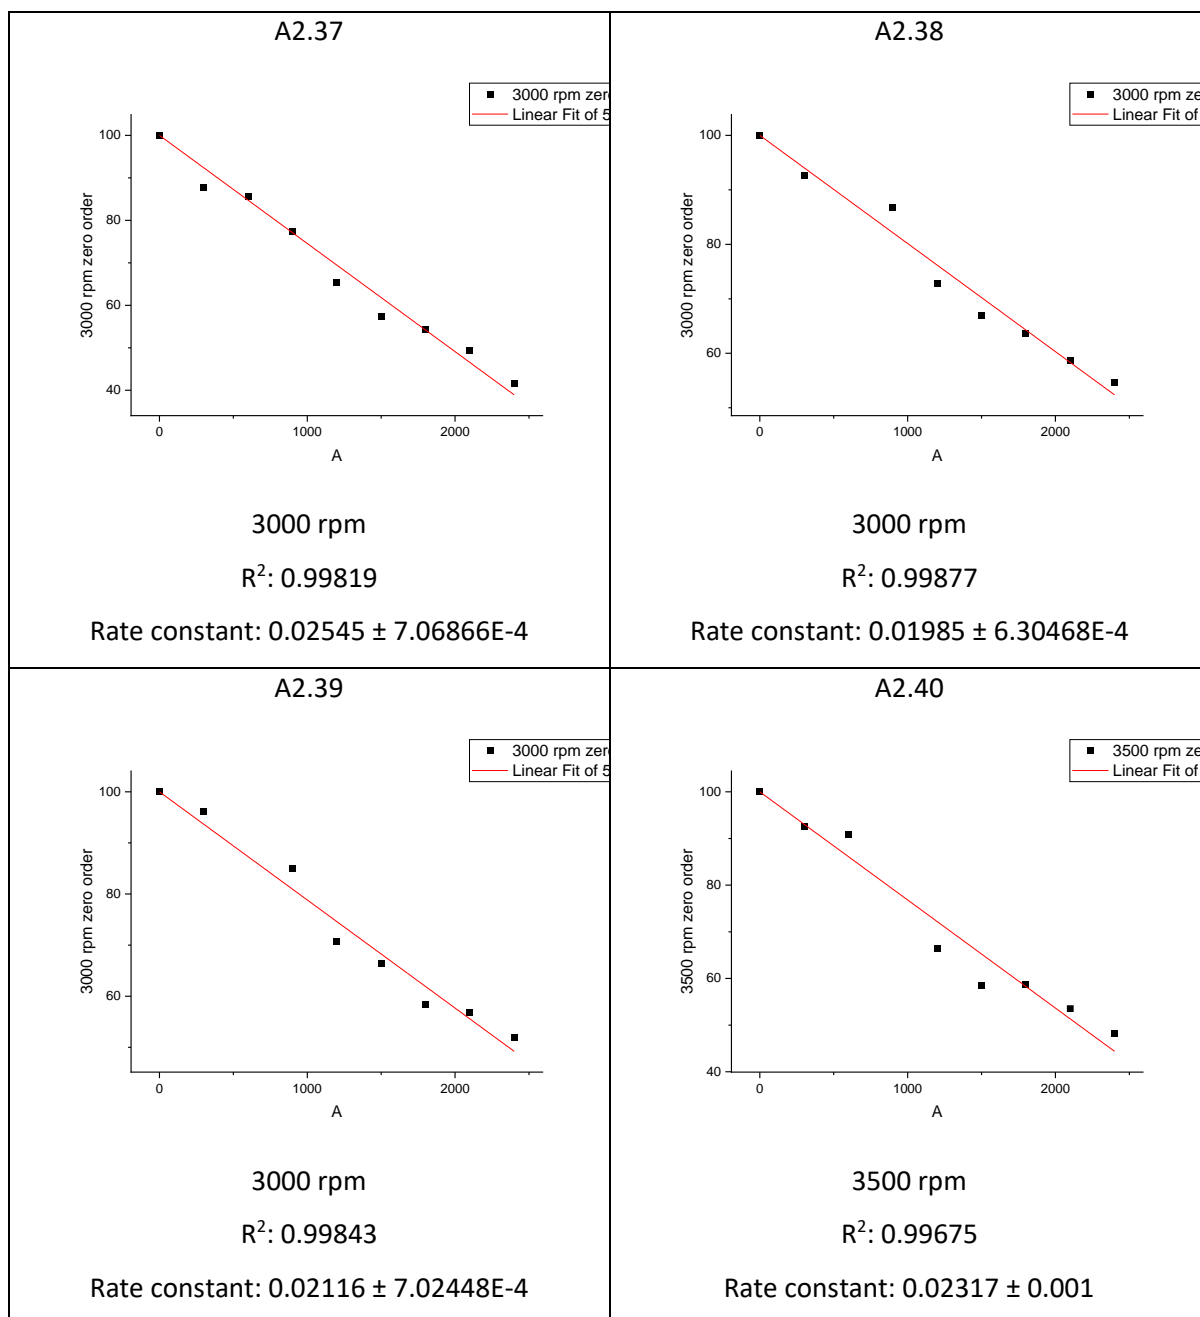 A2.37
3000 rpm zero
Linear Fit of 5
100
80
60
40
3000 rpm zero order
0
1000
2000
A
3000 rpm
R²: 0.99819
Rate constant: 0.02545 ± 7.06866E-4
A2.38
3000 rpm ze
Linear Fit of
100
80
60
3000 rpm zero order
0
1000
2000
A
3000 rpm
R²: 0.99877
Rate constant: 0.01985 ± 6.30468E-4
A2.39
3000 rpm zer
Linear Fit of 5
100
80
60
3000 rpm zero order
0
1000
2000
A
3000 rpm
R²: 0.99843
Rate constant: 0.02116 ± 7.02448E-4
A2.40
3500 rpm ze
Linear Fit of
100
80
60
40
3500 rpm zero order
0
1000
2000
A
3500 rpm
R²: 0.99675
Rate constant: 0.02317 ± 0.001